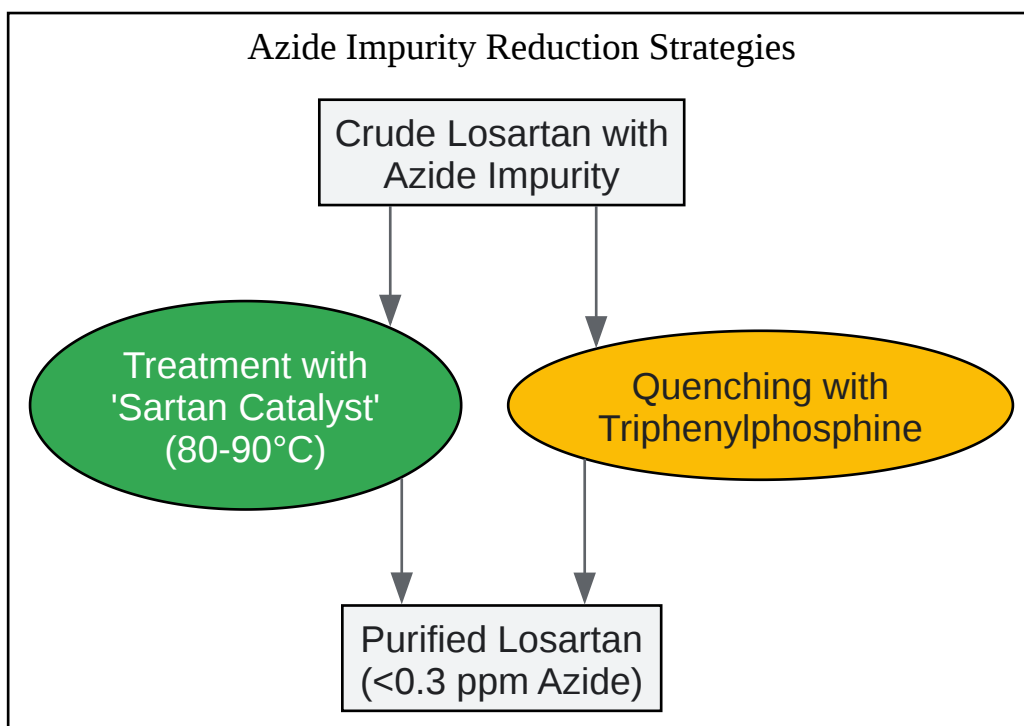 Azide Impurity Reduction Strategies
Crude Losartan with
Azide Impurity
Treatment with
'Sartan Catalyst'
(80-90°C)
Quenching with
Triphenylphosphine
Purified Losartan
(<0.3 ppm Azide)